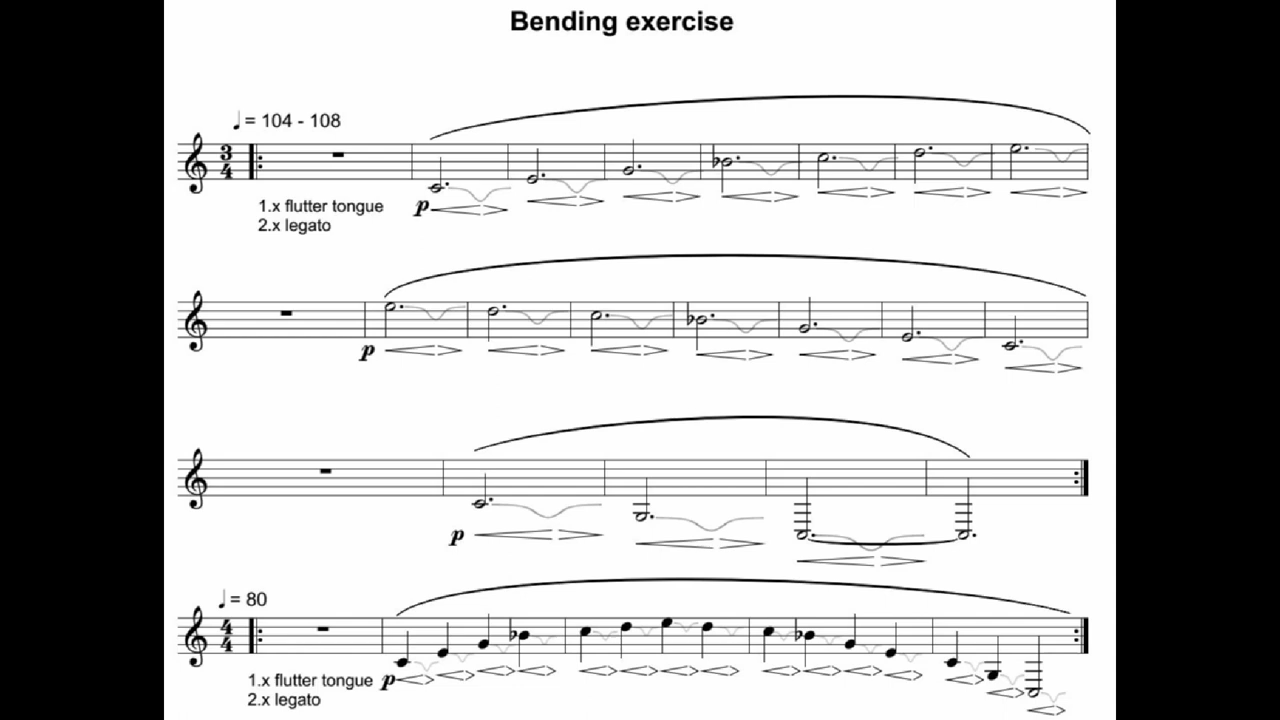 Bending exercise
♩ = 104 - 108
3/4
1.x flutter tongue
2.x legato
p
p
p
♩ = 80
4/4
1.x flutter tongue
2.x legato
p